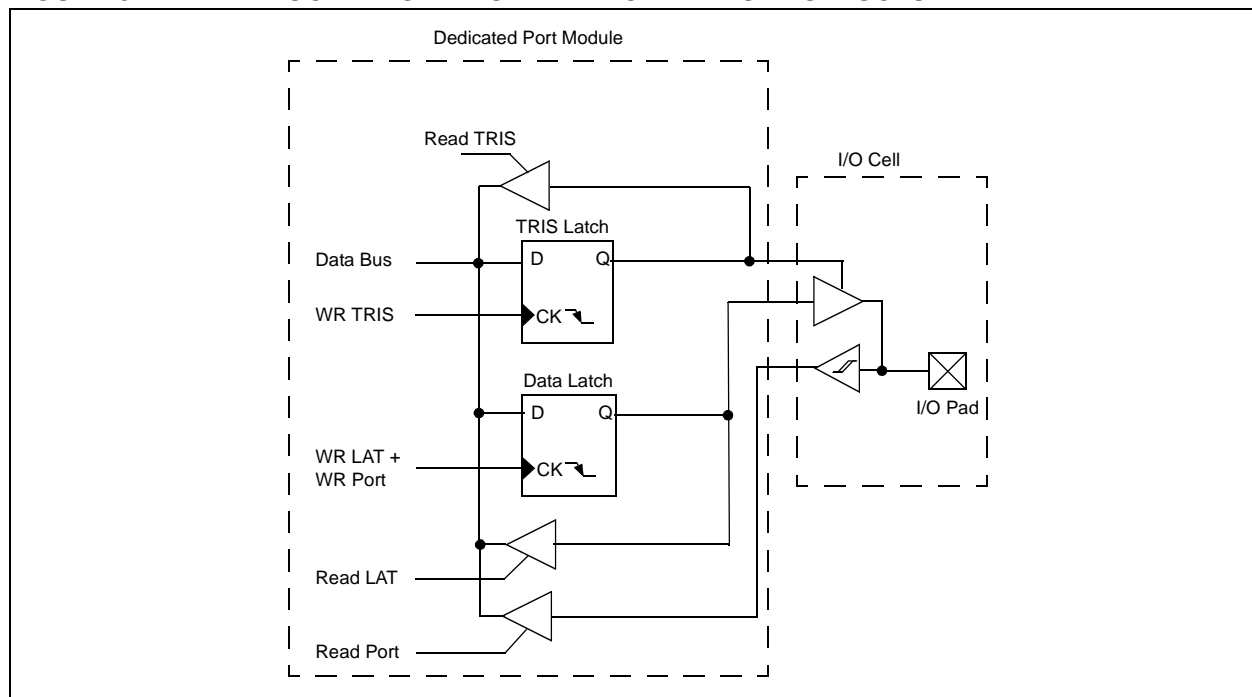 Dedicated Port Module
Read TRIS
I/O Cell
TRIS Latch
Data Bus
D
Q
WR TRIS
CK
Data Latch
I/O Pad
D
Q
WR LAT +
WR Port
CK
Read LAT
Read Port